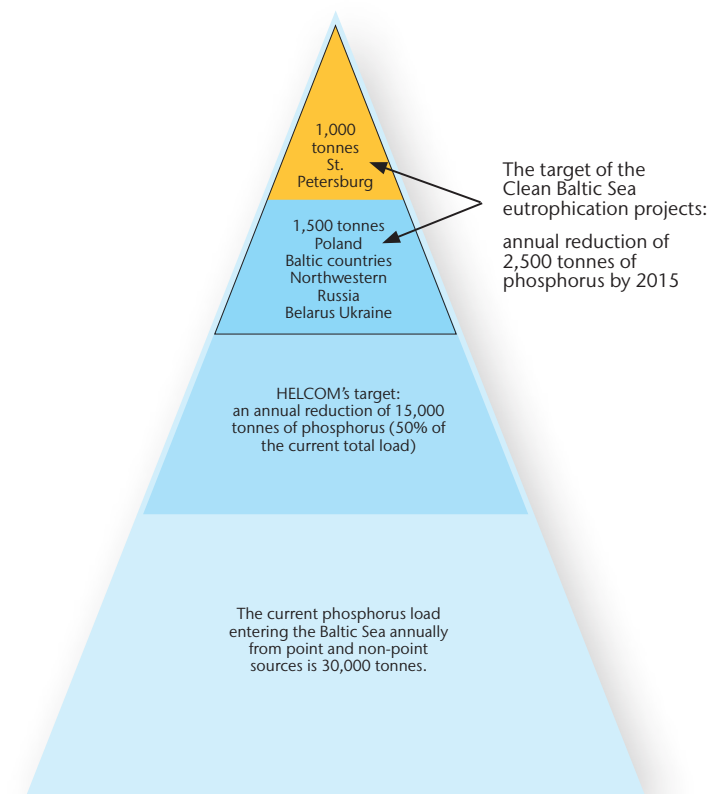 1,000
tonnes
St.
Petersburg
1,500 tonnes
Poland
Baltic countries
Northwestern
Russia
Belarus Ukraine
The target of the
Clean Baltic Sea
eutrophication projects:
annual reduction of
2,500 tonnes of
phosphorus by 2015
HELCOM’s target:
an annual reduction of 15,000
tonnes of phosphorus (50% of
the current total load)
The current phosphorus load
entering the Baltic Sea annually
from point and non-point
sources is 30,000 tonnes.